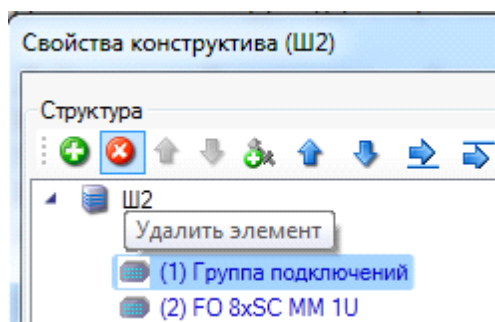 Свойства конструктива (Ш2)
Структура
Ш2
Удалить элемент
(1) Группа подключений
(2) FO 8xSC MM 1U